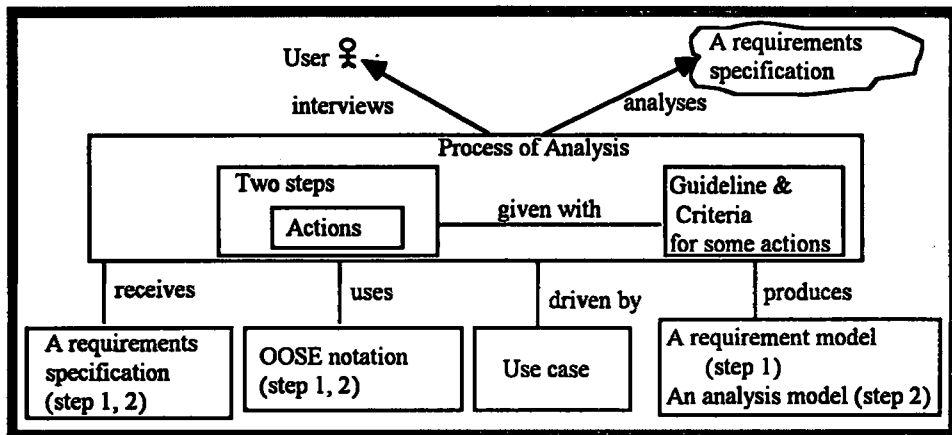 User
A requirements
specification
interviews
analyses
Process of Analysis
Two steps
Actions
given with
Guideline &
Criteria
for some actions
receives
uses
driven by
produces
A requirements
specification
(step 1, 2)
OOSE notation
(step 1, 2)
Use case
A requirement model
(step 1)
An analysis model (step 2)